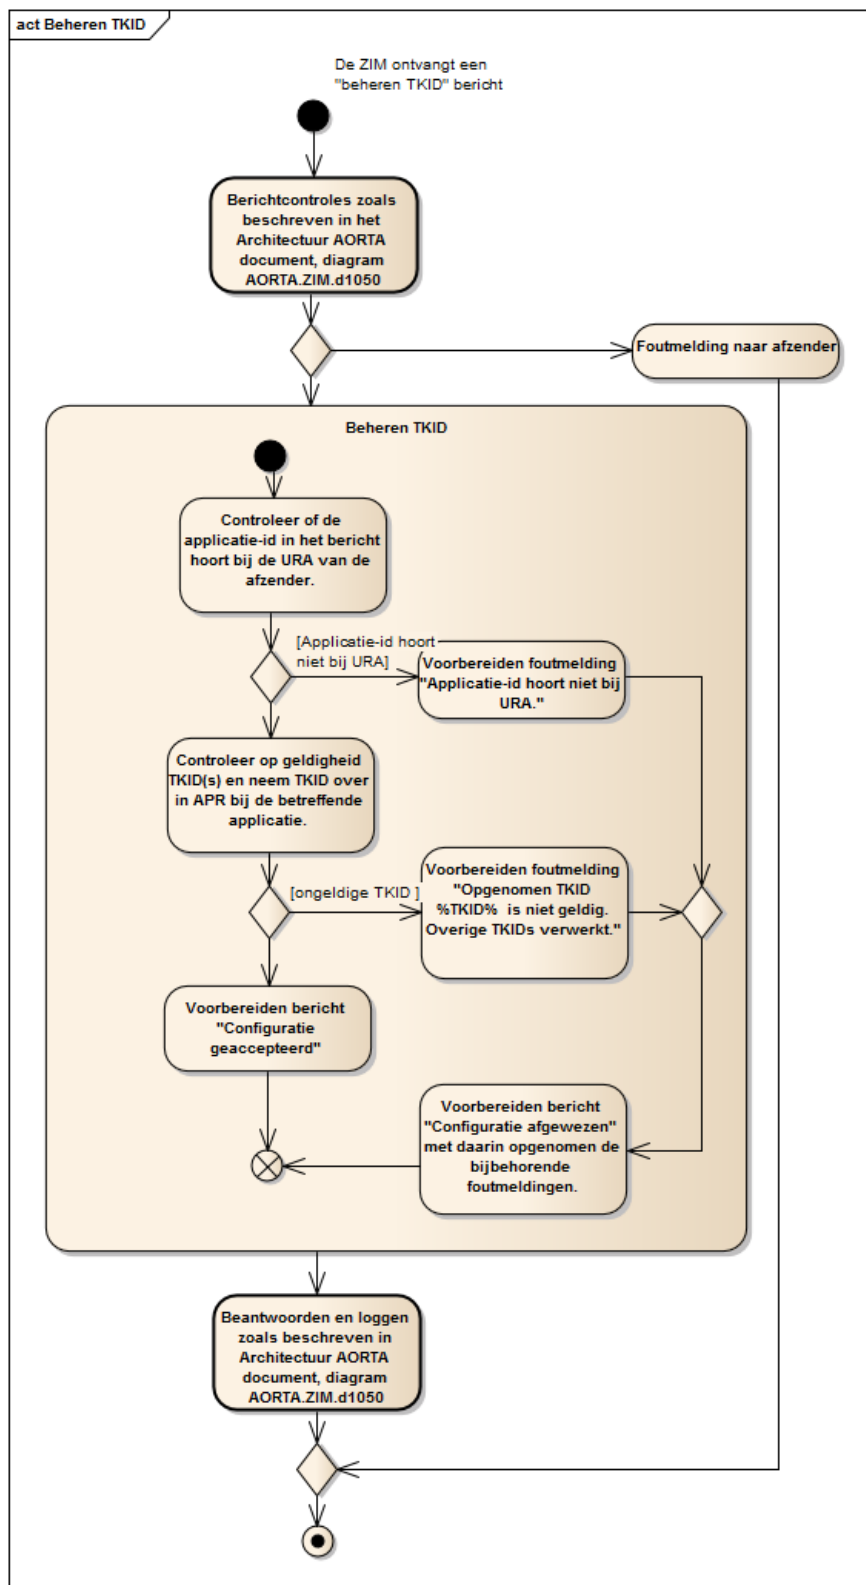 act Beheren TKID
De ZIM ontvangt een
"beheren TKID" bericht
Berichtcontroles zoals
beschreven in het
Architectuur AORTA
document, diagram
AORTA.ZIM.d1050
Foutmelding naar afzender
Beheren TKID
Controleer of de
applicatie-id in het bericht
hoort bij de URA van de
afzender.
[Applicatie-id hoort
niet bij URA]
Voorbereiden foutmelding
"Applicatie-id hoort niet bij
URA."
Controleer op geldigheid
TKID(s) en neem TKID over
in APR bij de betreffende
applicatie.
[ongeldige TKID ]
Voorbereiden foutmelding
"Opgenomen TKID
%TKID%  is niet geldig.
Overige TKIDs verwerkt."
Voorbereiden bericht
"Configuratie
geaccepteerd"
Voorbereiden bericht
"Configuratie afgewezen"
met daarin opgenomen de
bijbehorende
foutmeldingen.
Beantwoorden en loggen
zoals beschreven in
Architectuur AORTA
document, diagram
AORTA.ZIM.d1050